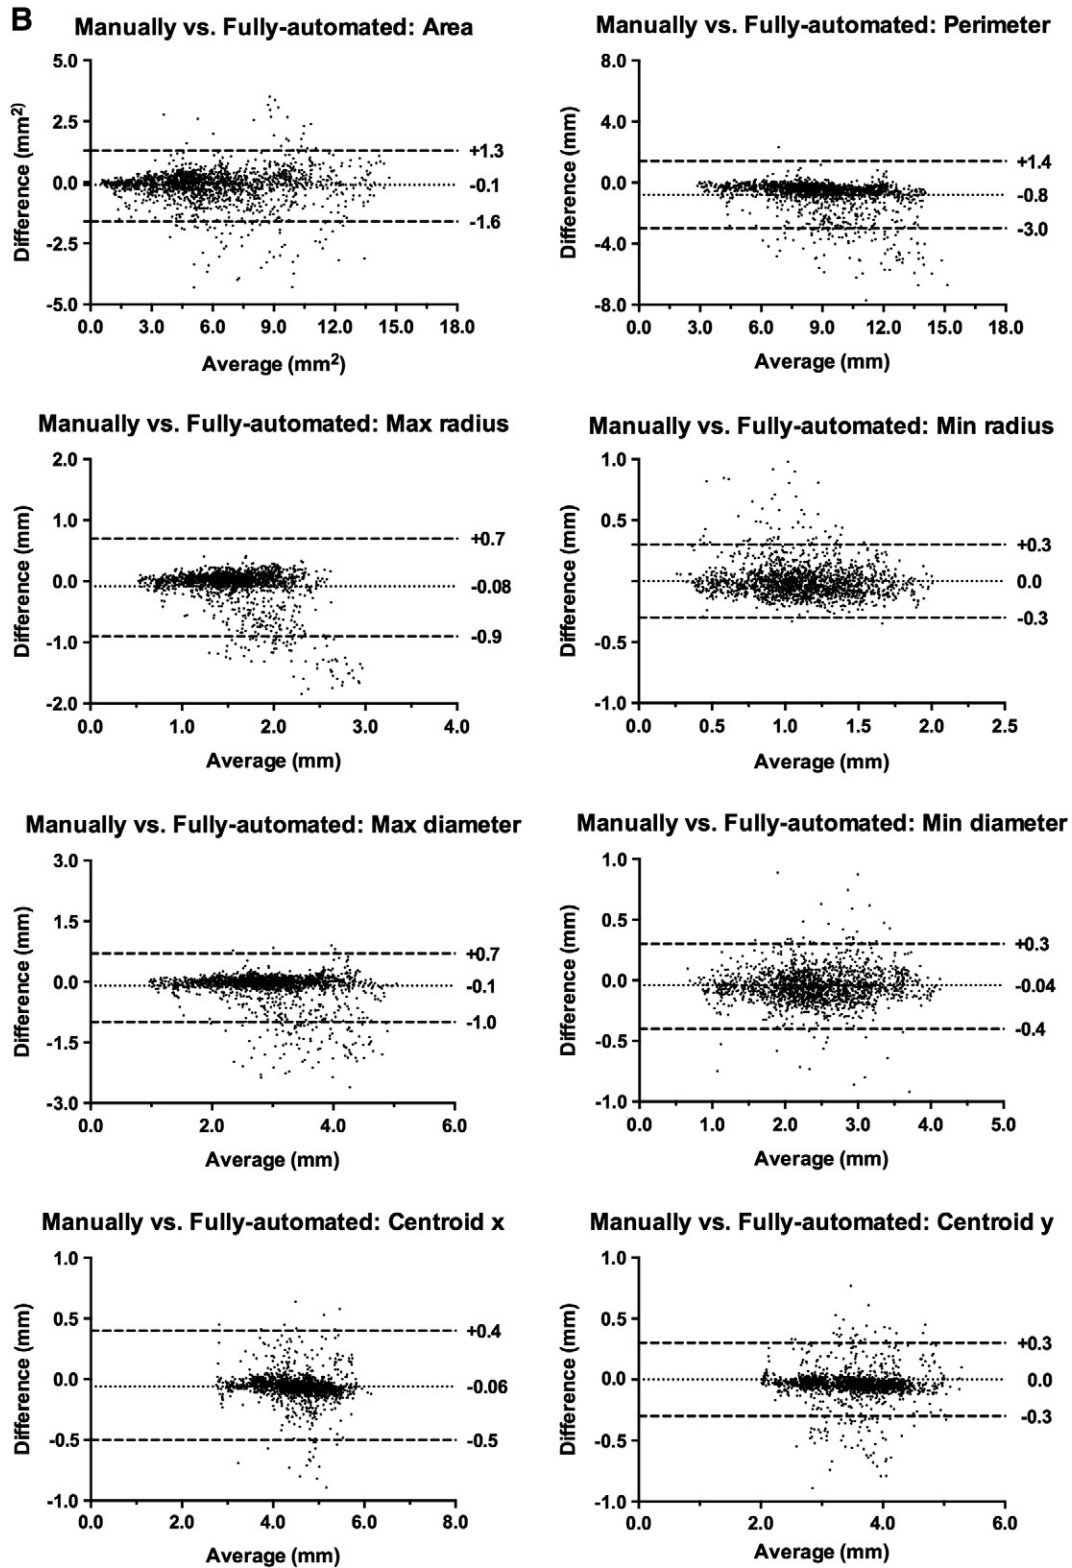 B
Manually vs. Fully-automated: Area
5.0
2.5
0.0
-2.5
-5.0
Difference (mm²)
+1.3
-0.1
-1.6
0.0 3.0 6.0 9.0 12.0 15.0 18.0
Average (mm²)
Manually vs. Fully-automated: Perimeter
8.0
4.0
0.0
-4.0
-8.0
Difference (mm)
+1.4
-0.8
-3.0
0.0 3.0 6.0 9.0 12.0 15.0 18.0
Average (mm)
Manually vs. Fully-automated: Max radius
2.0
1.0
0.0
-1.0
-2.0
Difference (mm)
+0.7
-0.08
-0.9
0.0 1.0 2.0 3.0 4.0
Average (mm)
Manually vs. Fully-automated: Min radius
1.0
0.5
0.0
-0.5
-1.0
Difference (mm)
+0.3
0.0
-0.3
0.0 0.5 1.0 1.5 2.0 2.5
Average (mm)
Manually vs. Fully-automated: Max diameter
3.0
1.5
0.0
-1.5
-3.0
Difference (mm)
+0.7
-0.1
-1.0
0.0 2.0 4.0 6.0
Average (mm)
Manually vs. Fully-automated: Min diameter
1.0
0.5
0.0
-0.5
-1.0
Difference (mm)
+0.3
-0.04
-0.4
0.0 1.0 2.0 3.0 4.0 5.0
Average (mm)
Manually vs. Fully-automated: Centroid x
1.0
0.5
0.0
-0.5
-1.0
Difference (mm)
+0.4
-0.06
-0.5
0.0 2.0 4.0 6.0 8.0
Average (mm)
Manually vs. Fully-automated: Centroid y
1.0
0.5
0.0
-0.5
-1.0
Difference (mm)
+0.3
0.0
-0.3
0.0 2.0 4.0 6.0
Average (mm)